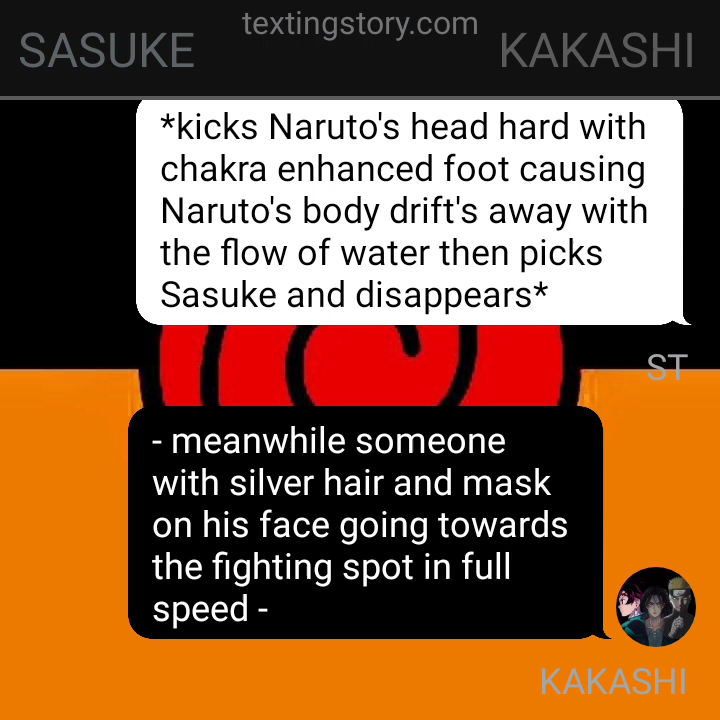 textingstory.com
SASUKE KAKASHI
*kicks Naruto's head hard with
chakra enhanced foot causing
Naruto's body drift's away with
the flow of water then picks
Sasuke and disappears*
ST
- meanwhile someone
with silver hair and mask
on his face going towards
the fighting spot in full
speed -
KAKASHI